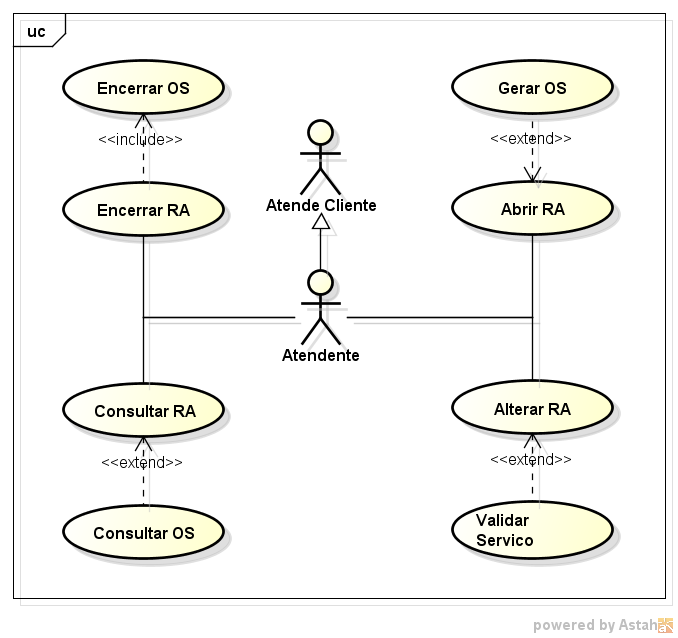 uc
Encerrar OS
Gerar OS
<<include>>
<<extend>>
Encerrar RA
Atende Cliente
Abrir RA
Atendente
Consultar RA
Alterar RA
<<extend>>
<<extend>>
Consultar OS
Validar
Servico
powered by Astah